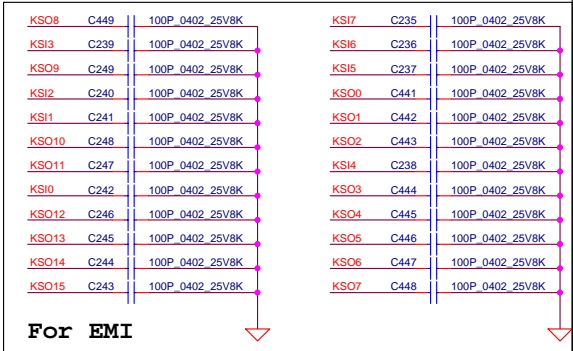 KSO8 C449 100P_0402_25V8K
KSI3 C239 100P_0402_25V8K
KSO9 C249 100P_0402_25V8K
KSI2 C240 100P_0402_25V8K
KSI1 C241 100P_0402_25V8K
KSO10 C248 100P_0402_25V8K
KSO11 C247 100P_0402_25V8K
KSI0 C242 100P_0402_25V8K
KSO12 C246 100P_0402_25V8K
KSO13 C245 100P_0402_25V8K
KSO14 C244 100P_0402_25V8K
KSO15 C243 100P_0402_25V8K
For EMI
KSI7 C235 100P_0402_25V8K
KSI6 C236 100P_0402_25V8K
KSI5 C237 100P_0402_25V8K
KSO0 C441 100P_0402_25V8K
KSO1 C442 100P_0402_25V8K
KSO2 C443 100P_0402_25V8K
KSI4 C238 100P_0402_25V8K
KSO3 C444 100P_0402_25V8K
KSO4 C445 100P_0402_25V8K
KSO5 C446 100P_0402_25V8K
KSO6 C447 100P_0402_25V8K
KSO7 C448 100P_0402_25V8K